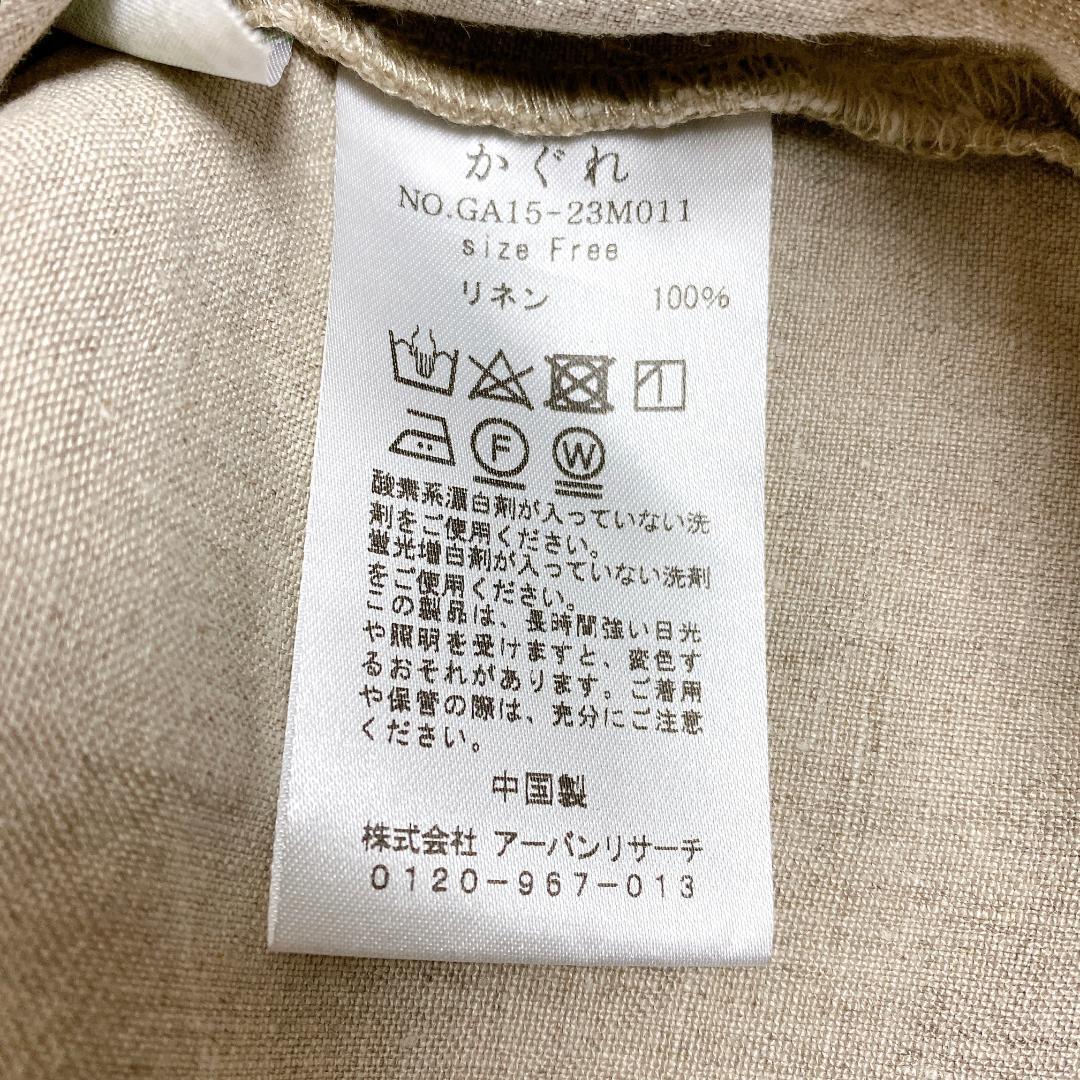 かぐれ
NO.GA15-23M011
size Free
リネン 100%
F W
酸素系漂白剤が入っていない洗
剤をご使用ください。
蛍光増白剤が入っていない洗剤
をご使用ください。
この製品は、長時間強い日光
や照明を受けますと、変色す
るおそれがあります。ご着用
や保管の際は、充分にご注意
ください。
中国製
株式会社 アーバンリサーチ
0120-967-013